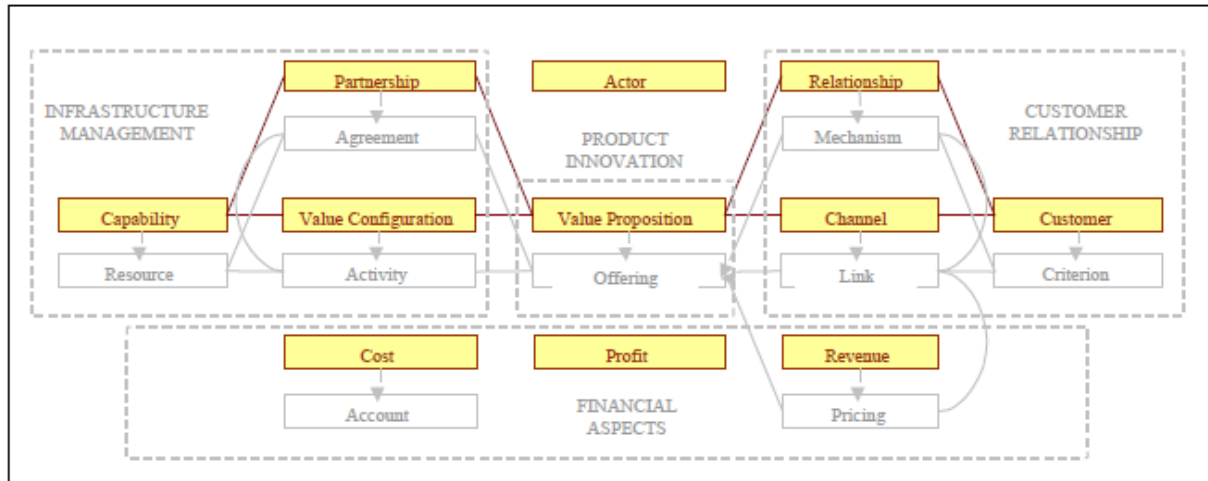 Partnership
Actor
Relationship
INFRASTRUCTURE
MANAGEMENT
CUSTOMER
RELATIONSHIP
Agreement
PRODUCT
INNOVATION
Mechanism
Capability
Value Configuration
Value Proposition
Channel
Customer
Resource
Activity
Offering
Link
Criterion
Cost
Profit
Revenue
Account
FINANCIAL
ASPECTS
Pricing